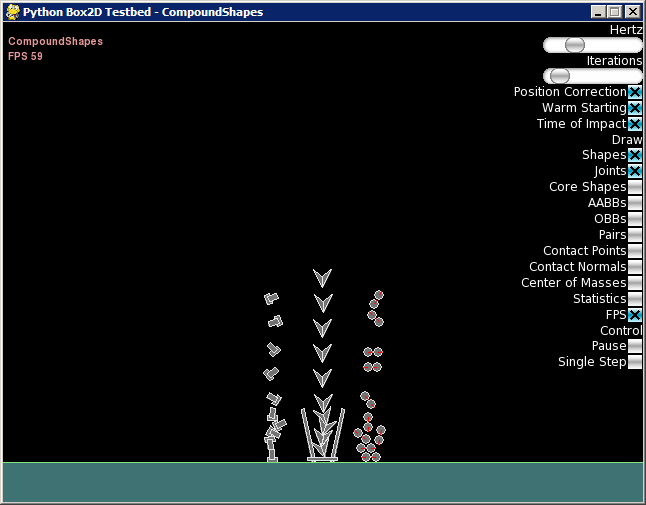 Python Box2D Testbed - CompoundShapes
CompoundShapes
FPS 59
Hertz
Iterations
Position Correction
Warm Starting
Time of Impact
Draw
Shapes
Joints
Core Shapes
AABBs
OBBs
Pairs
Contact Points
Contact Normals
Center of Masses
Statistics
FPS
Control
Pause
Single Step